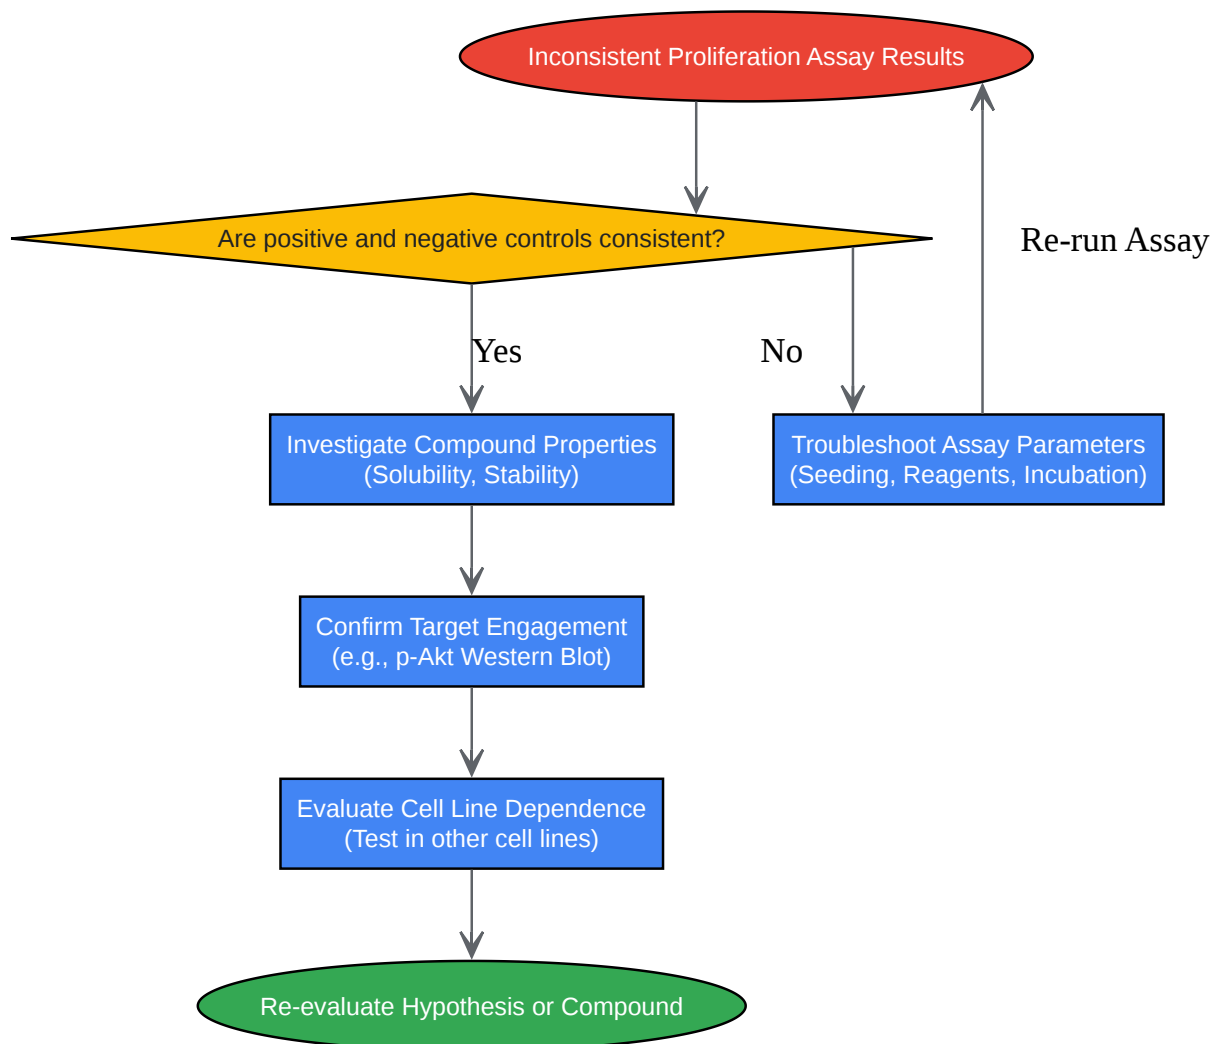 Inconsistent Proliferation Assay Results
Are positive and negative controls consistent?
Re-run Assay
Yes
No
Investigate Compound Properties
(Solubility, Stability)
Troubleshoot Assay Parameters
(Seeding, Reagents, Incubation)
Confirm Target Engagement
(e.g., p-Akt Western Blot)
Evaluate Cell Line Dependence
(Test in other cell lines)
Re-evaluate Hypothesis or Compound